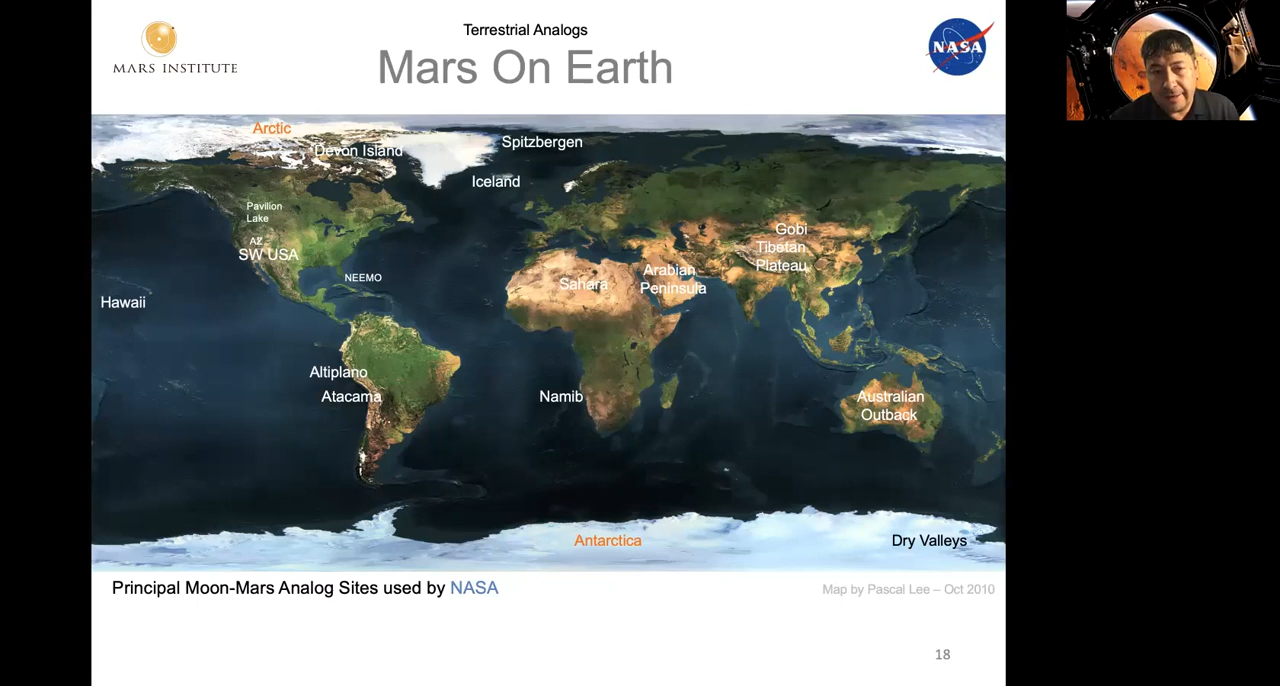 Terrestrial Analogs
MARS INSTITUTE
Mars On Earth
NASA
Arctic
Devon Island
Spitzbergen
Iceland
Pavilion
Lake
AZ
SW USA
NEEMO
Hawaii
Gobi
Tibetan
Plateau
Arabian
Peninsula
Sahara
Altiplano
Atacama
Namib
Australian
Outback
Antarctica
Dry Valleys
Principal Moon-Mars Analog Sites used by NASA
Map by Pascal Lee – Oct 2010
18